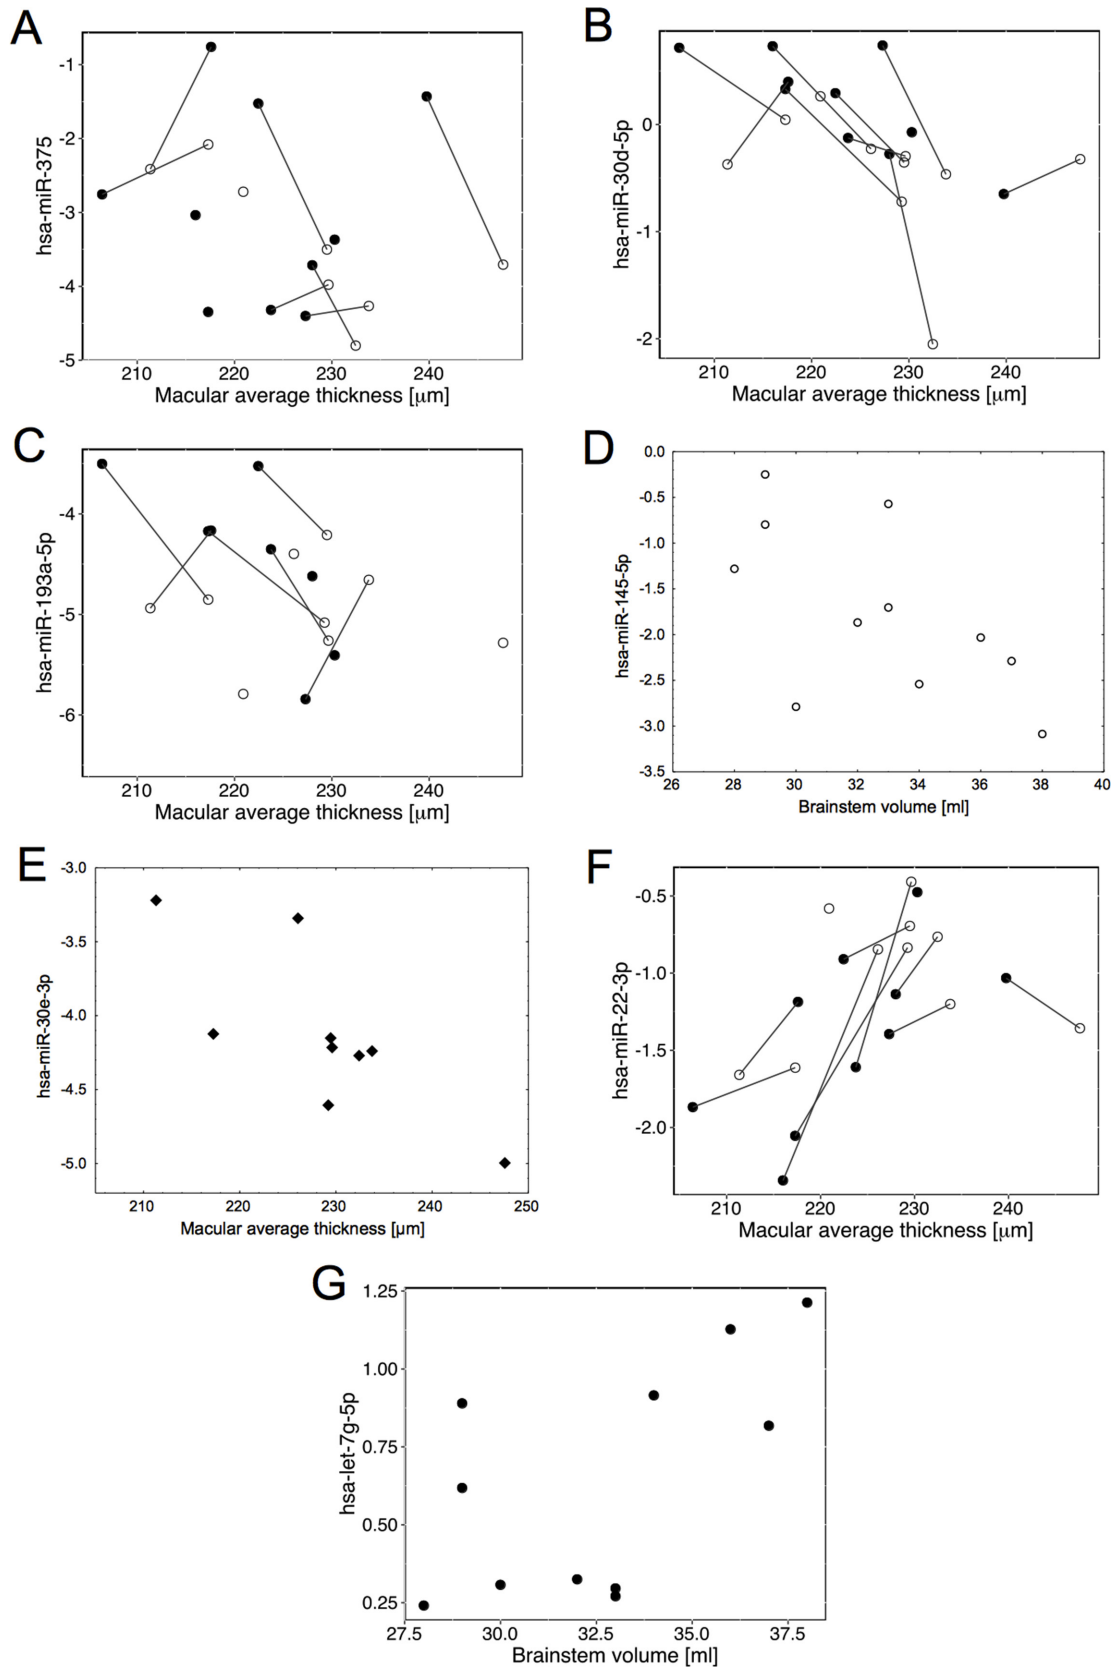 A
hsa-miR-375
-1
-2
-3
-4
-5
210 220 230 240
Macular average thickness [µm]
B
hsa-miR-30d-5p
0
-1
-2
210 220 230 240
Macular average thickness [µm]
C
hsa-miR-193a-5p
-4
-5
-6
210 220 230 240
Macular average thickness [µm]
D
hsa-miR-145-5p
0.0
-0.5
-1.0
-1.5
-2.0
-2.5
-3.0
-3.5
26 28 30 32 34 36 38 40
Brainstem volume [ml]
E
hsa-miR-30e-3p
-3.0
-3.5
-4.0
-4.5
-5.0
210 220 230 240 250
Macular average thickness [µm]
F
hsa-miR-22-3p
-0.5
-1.0
-1.5
-2.0
210 220 230 240
Macular average thickness [µm]
G
hsa-let-7g-5p
1.25
1.00
0.75
0.50
0.25
27.5 30.0 32.5 35.0 37.5
Brainstem volume [ml]